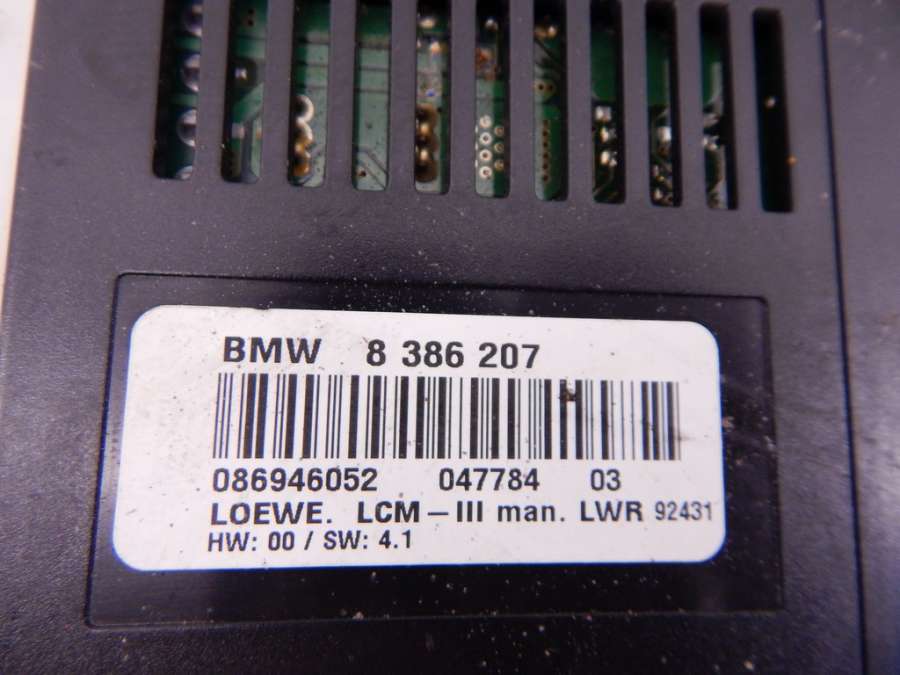 BMW 8 386 207
086946052 047784 03
LOEWE. LCM – III man. LWR 92431
HW: 00 / SW: 4.1